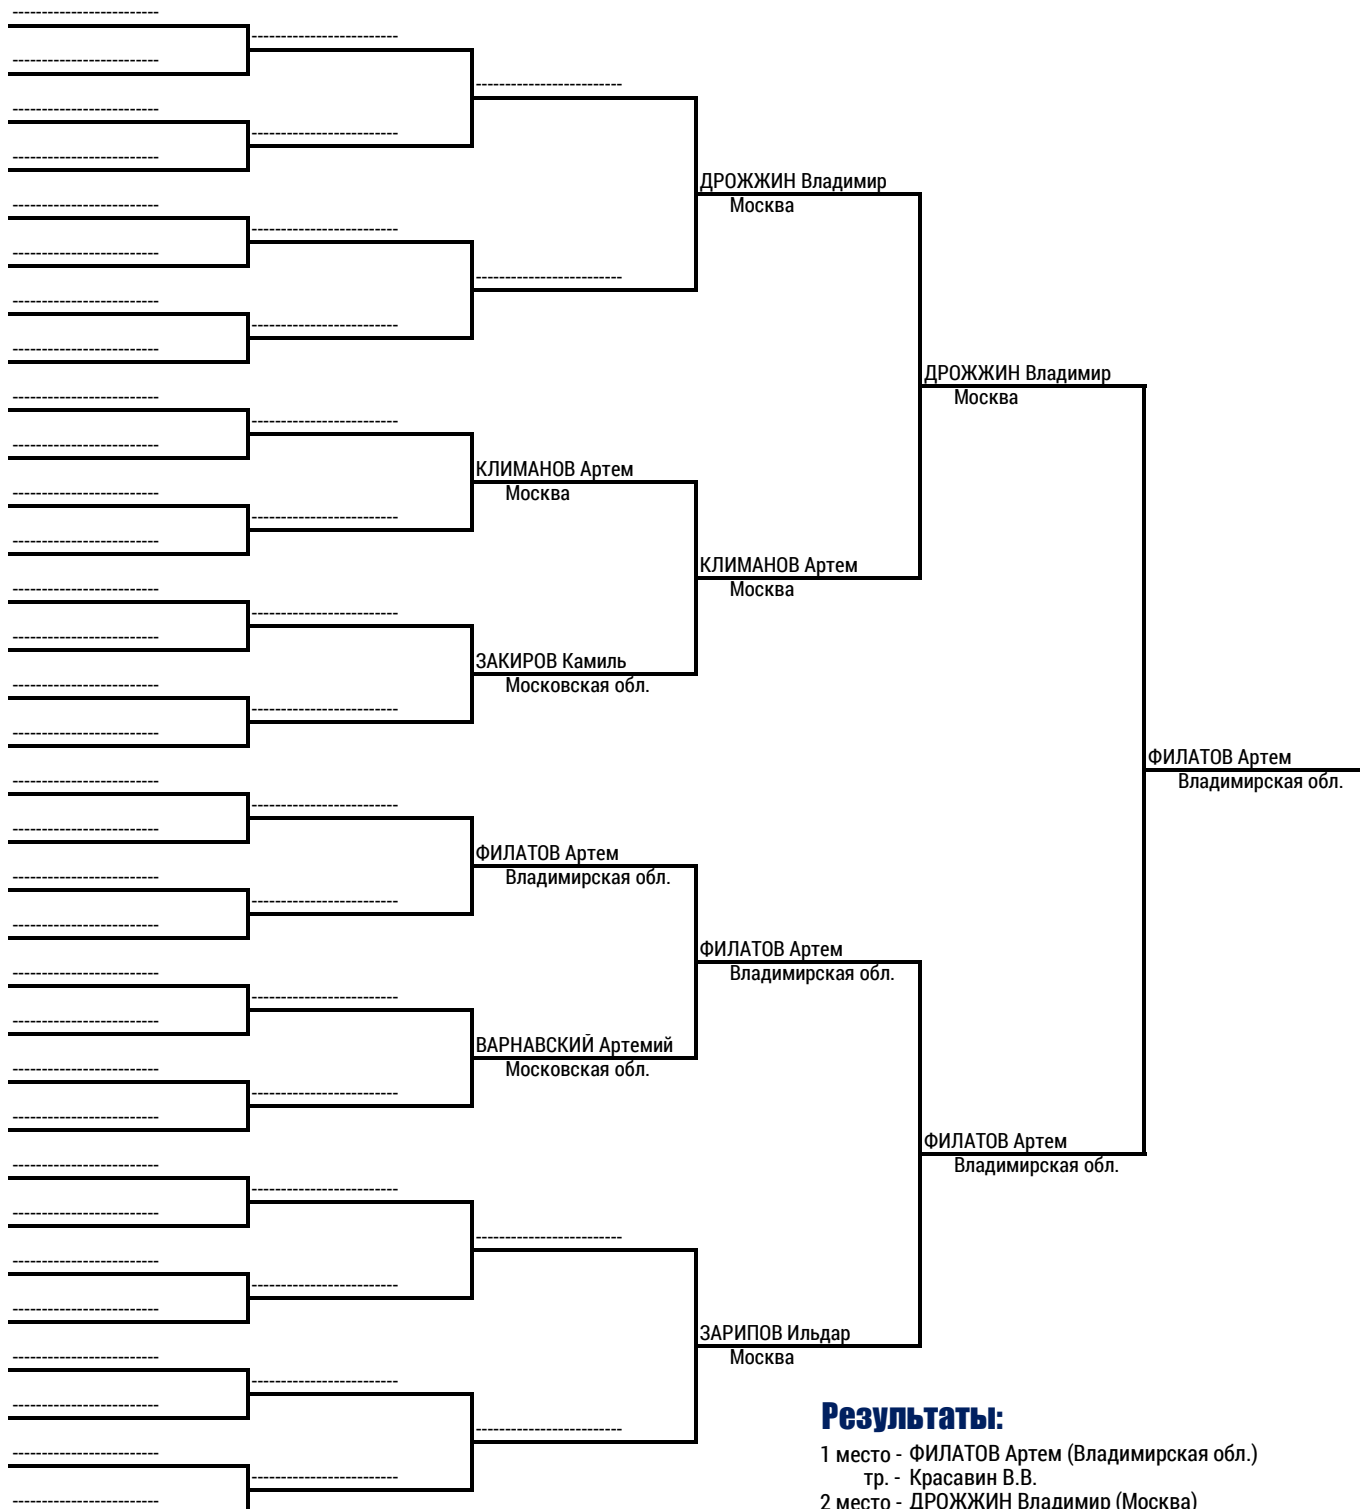 ДРОЖЖИН Владимир
Москва
ДРОЖЖИН Владимир
Москва
КЛИМАНОВ Артем
Москва
КЛИМАНОВ Артем
Москва
ЗАКИРОВ Камиль
Московская обл.
ФИЛАТОВ Артем
Владимирская обл.
ФИЛАТОВ Артем
Владимирская обл.
ФИЛАТОВ Артем
Владимирская обл.
ВАРНАВСКИЙ Артемий
Московская обл.
ФИЛАТОВ Артем
Владимирская обл.
ЗАРИПОВ Ильдар
Москва
Результаты:
1 место - ФИЛАТОВ Артем (Владимирская обл.)
тр. - Красавин В.В.
2 место - ДРОЖЖИН Владимир (Москва)